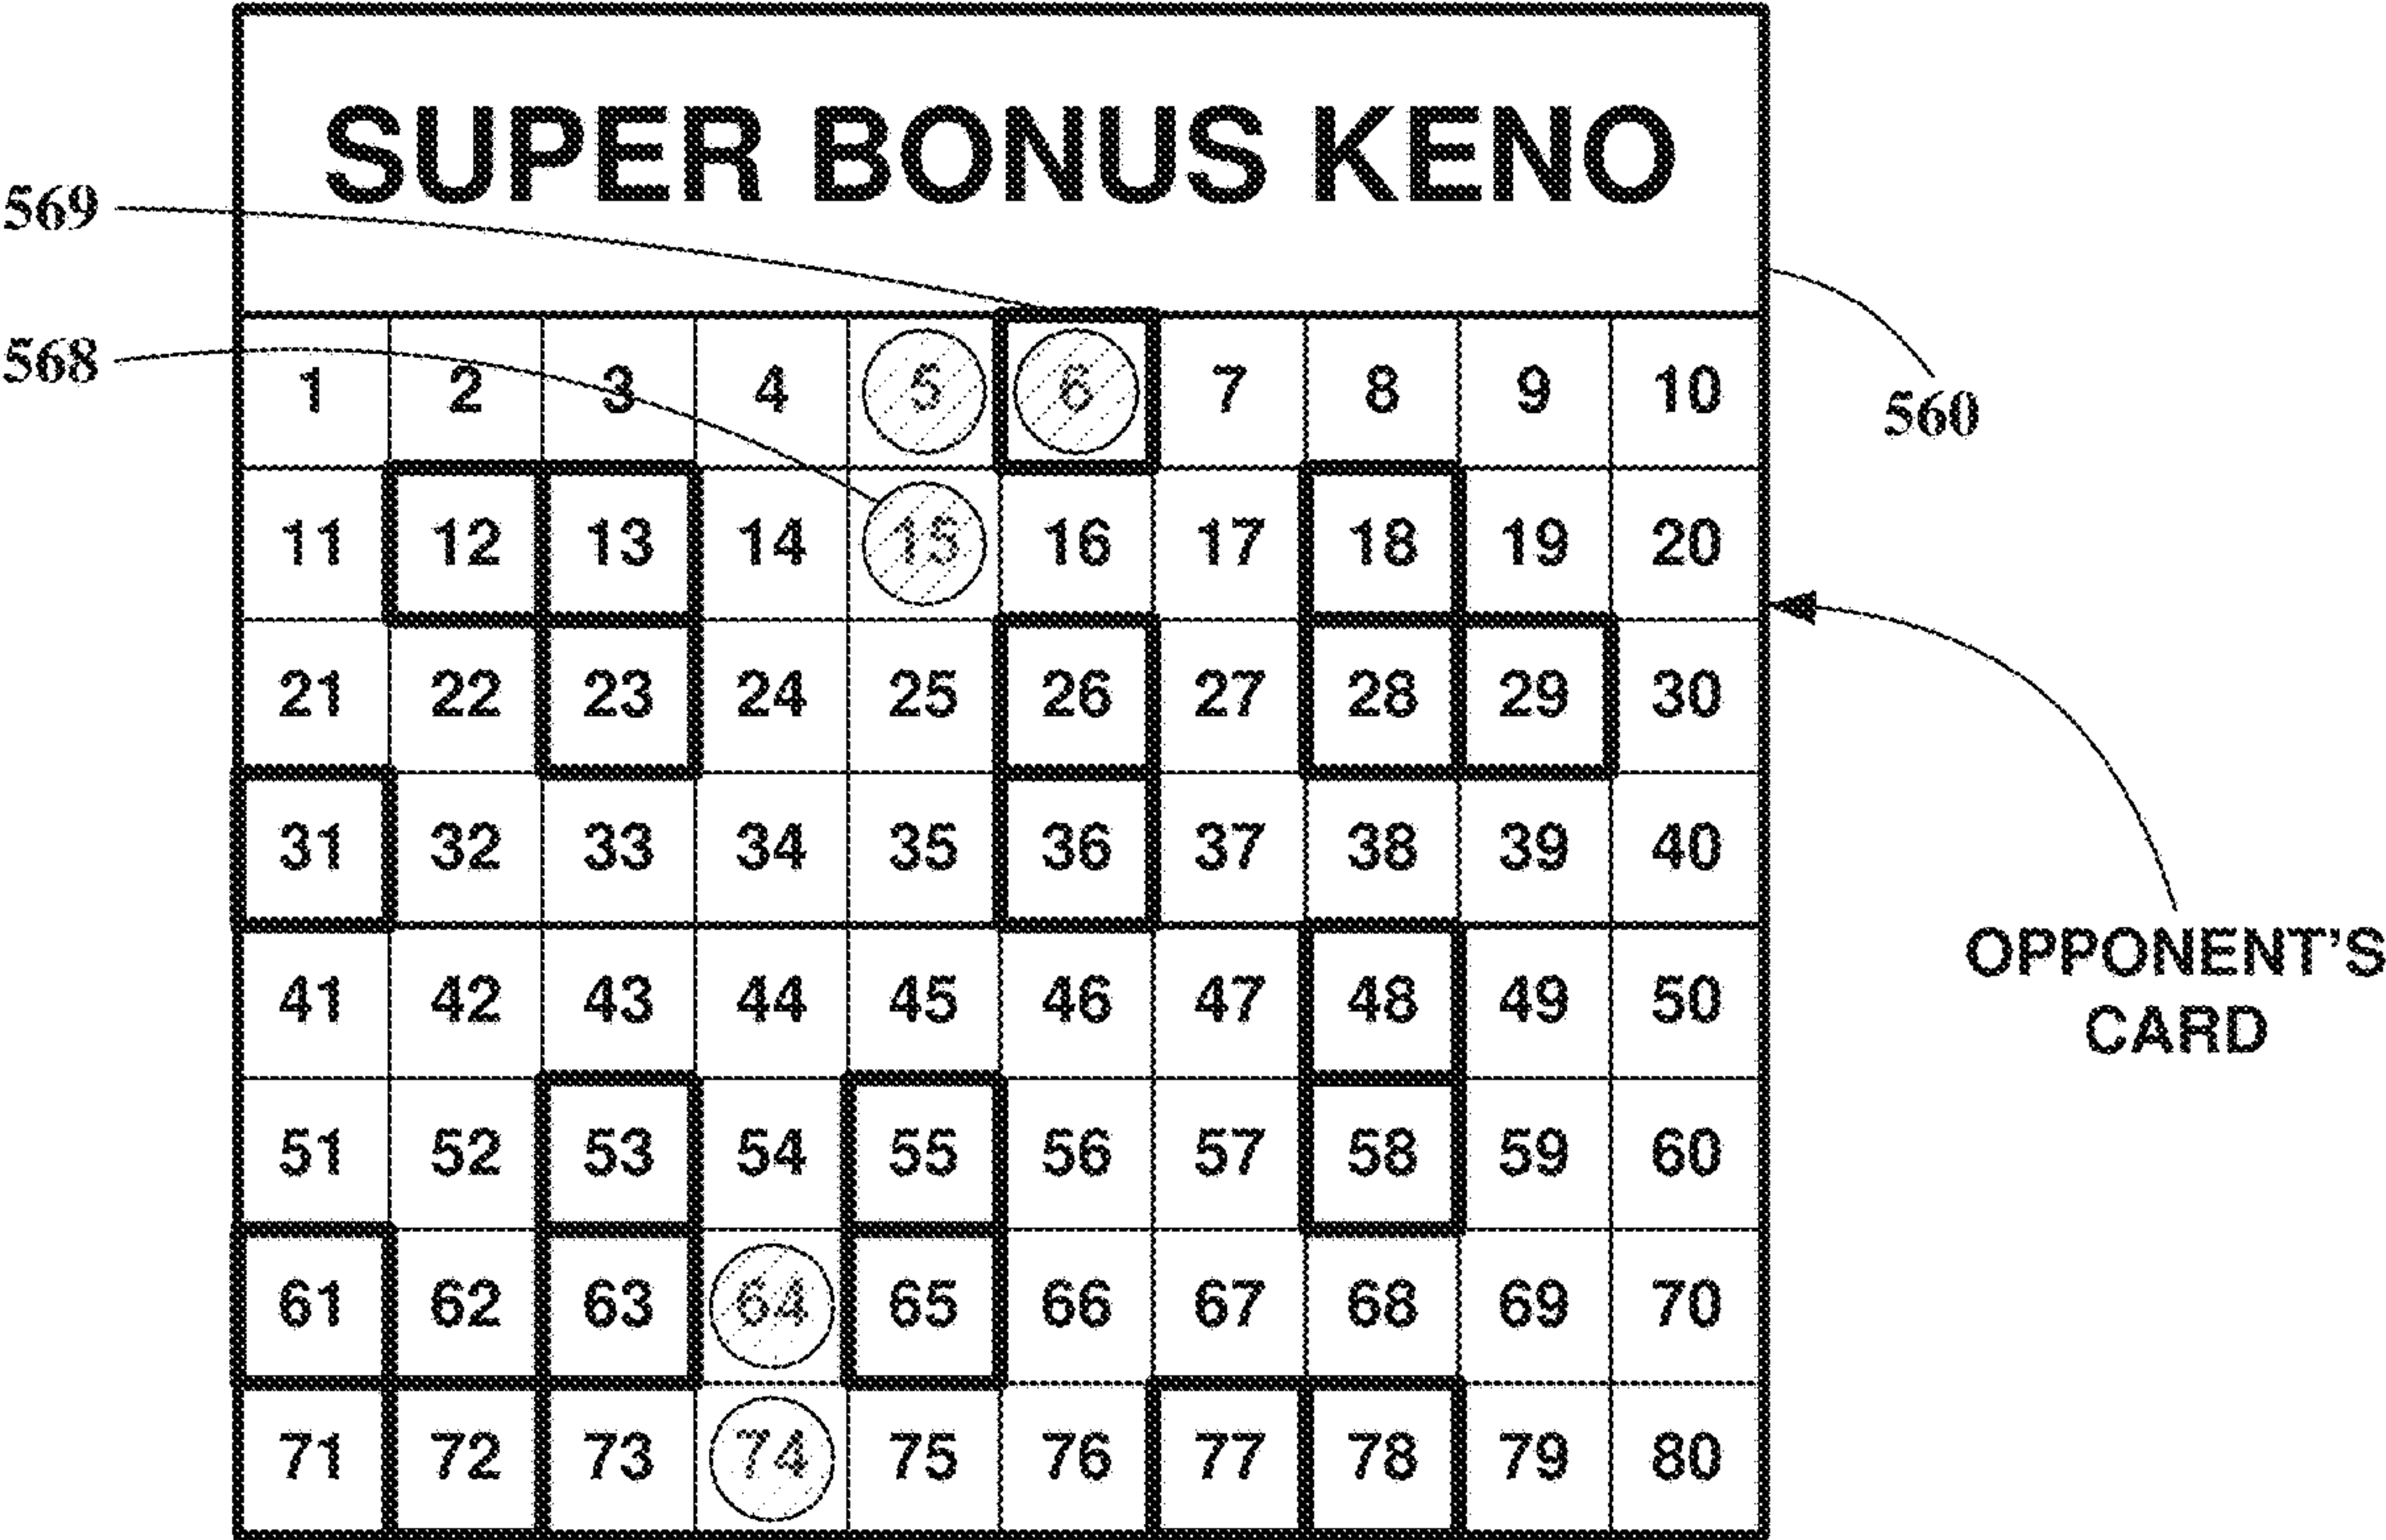 SUPER BONUS KENO
569
568
1 2 3 4 5 6 7 8 9 10
560
11 12 13 14 15 16 17 18 19 20
21 22 23 24 25 26 27 28 29 30
31 32 33 34 35 36 37 38 39 40
OPPONENT'S
CARD
41 42 43 44 45 46 47 48 49 50
51 52 53 54 55 56 57 58 59 60
61 62 63 64 65 66 67 68 69 70
71 72 73 74 75 76 77 78 79 80